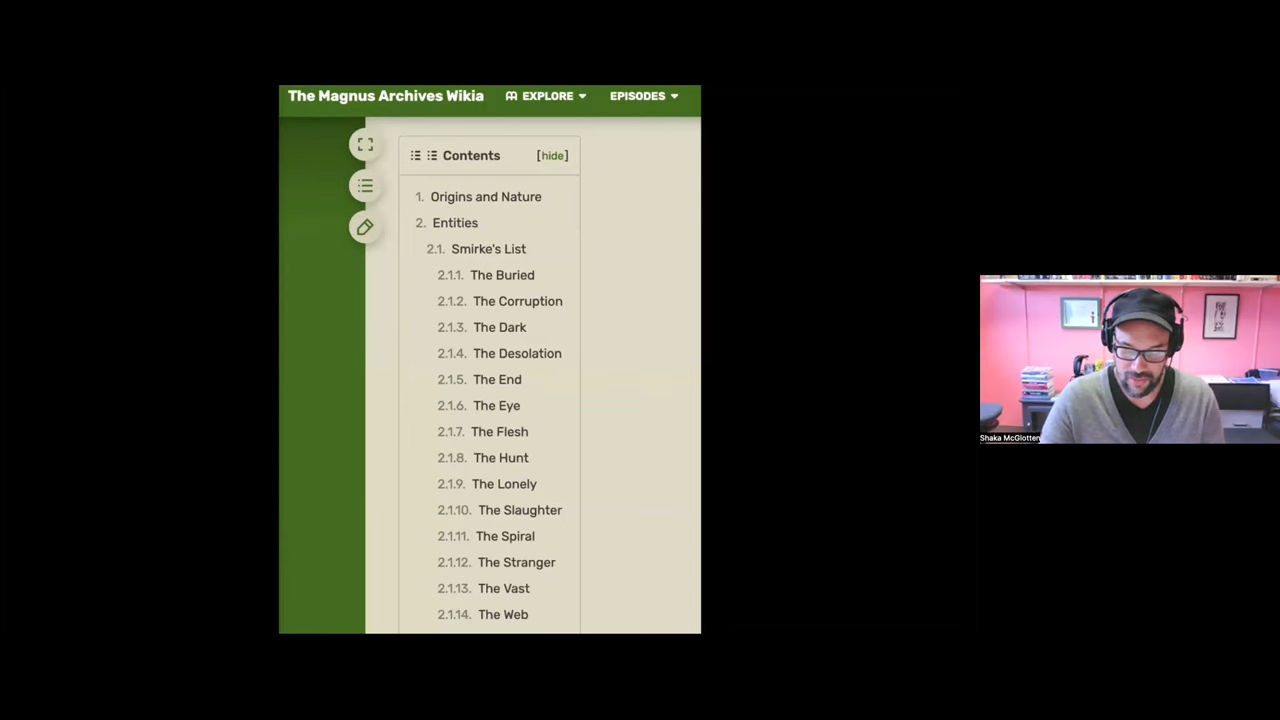 The Magnus Archives Wikia EXPLORE EPISODES
Contents [hide]
1. Origins and Nature
2. Entities
2.1. Smirke's List
2.1.1. The Buried
2.1.2. The Corruption
2.1.3. The Dark
2.1.4. The Desolation
2.1.5. The End
2.1.6. The Eye
2.1.7. The Flesh
2.1.8. The Hunt
2.1.9. The Lonely
2.1.10. The Slaughter
2.1.11. The Spiral
2.1.12. The Stranger
2.1.13. The Vast
2.1.14. The Web
Shaka McGlotten